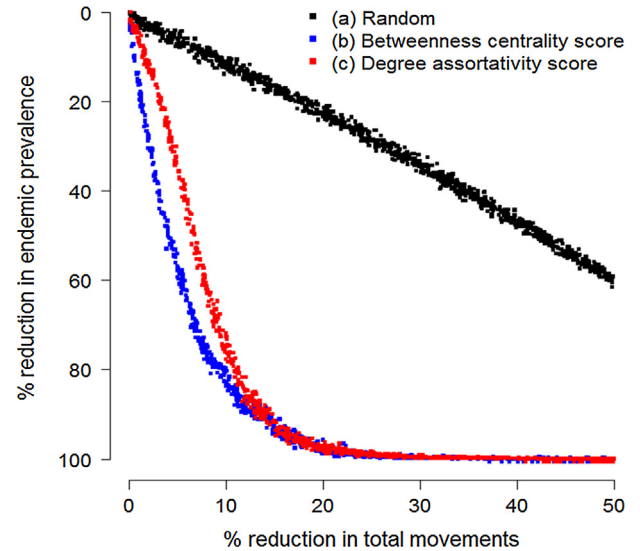 (a) Random
(b) Betweenness centrality score
(c) Degree assortativity score
% reduction in endemic prevalence
0
20
40
60
80
100
0 10 20 30 40 50
% reduction in total movements